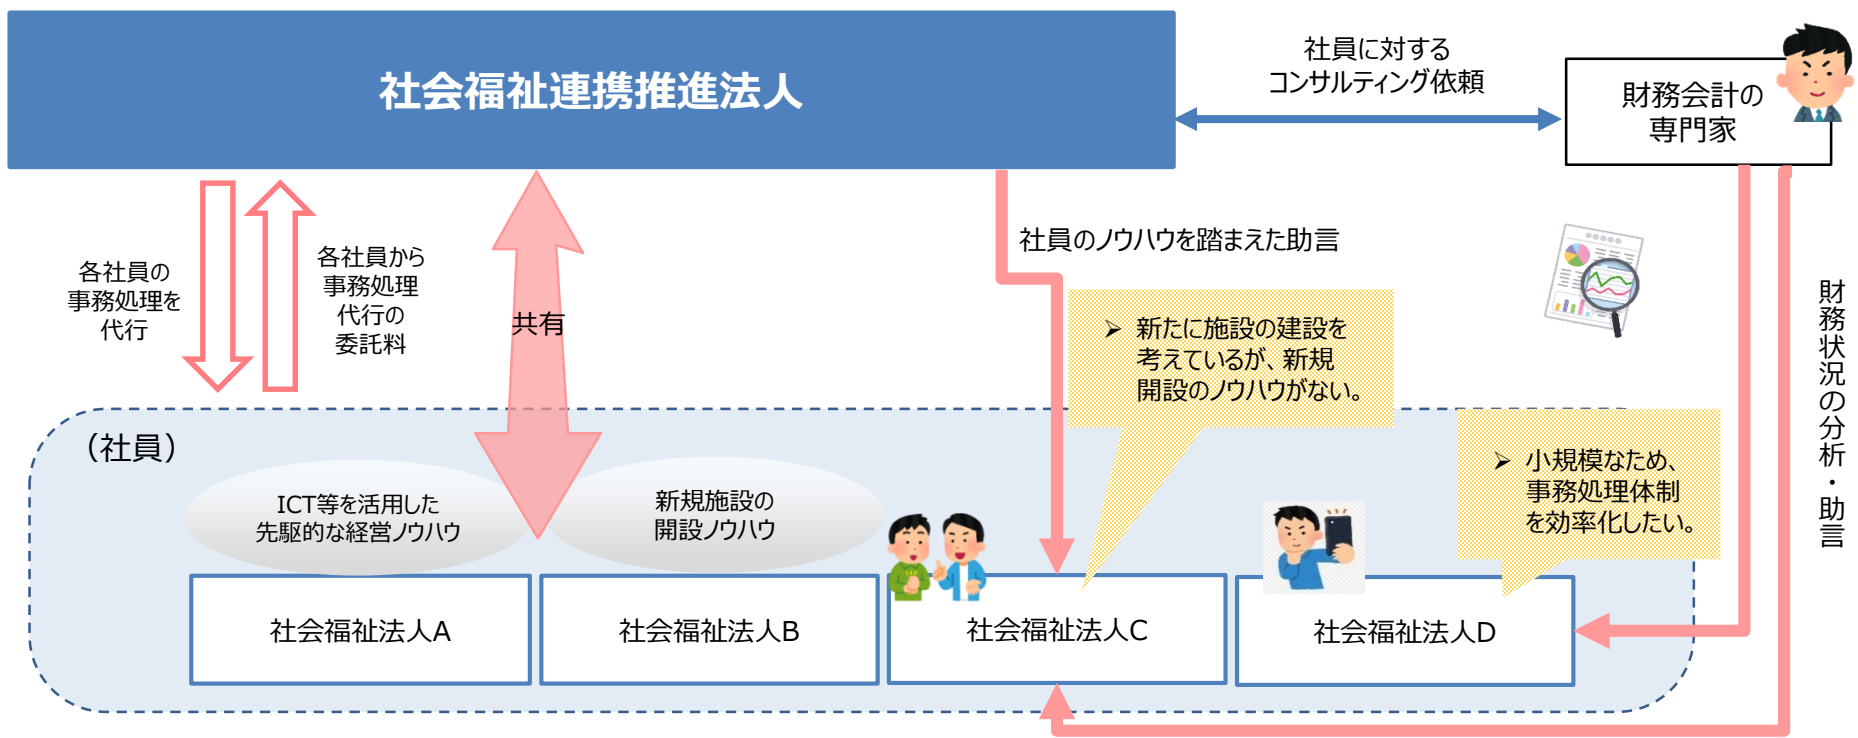 社会福祉連携推進法人
社員に対する
コンサルティング依頼
財務会計の
専門家
各社員の
事務処理を
代行
各社員から
事務処理
代行の
委託料
共有
社員のノウハウを踏まえた助言
➢ 新たに施設の建設を
考えているが、新規
開設のノウハウがない。
財務状況の分析・助言
（社員）
ICT等を活用した
先駆的な経営ノウハウ
新規施設の
開設ノウハウ
➢ 小規模なため、
事務処理体制
を効率化したい。
社会福祉法人A
社会福祉法人B
社会福祉法人C
社会福祉法人D